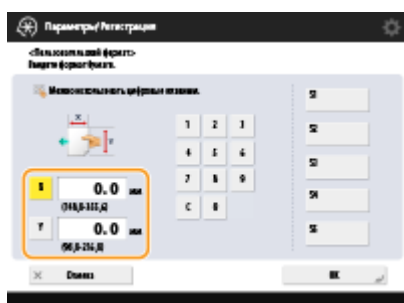 Параметры/Регистрация
<Пользовательский формат>
Введите формат бумаги.
Можно использовать цифровые клавиши.
X
1 2 3
4 5 6
7 8 9
C 0
X 0.0 мм
Y 0.0 мм
S1
S2
S3
S4
S5
Отмена
OK